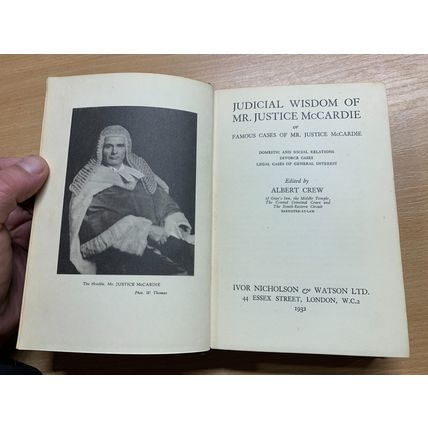 The Honble. Mr. JUSTICE McCARDIE
Phot. W. Thomas
JUDICIAL WISDOM OF
MR. JUSTICE McCARDIE
OR
FAMOUS CASES OF MR. JUSTICE McCARDIE
DOMESTIC AND SOCIAL RELATIONS
DIVORCE CASES
LEGAL CASES OF GENERAL INTEREST
Edited by
ALBERT CREW
of Gray's Inn, the Middle Temple,
The Central Criminal Court and
The South-Eastern Circuit
BARRISTER-AT-LAW
IVOR NICHOLSON & WATSON LTD.
44 ESSEX STREET, LONDON, W.C.2
1932